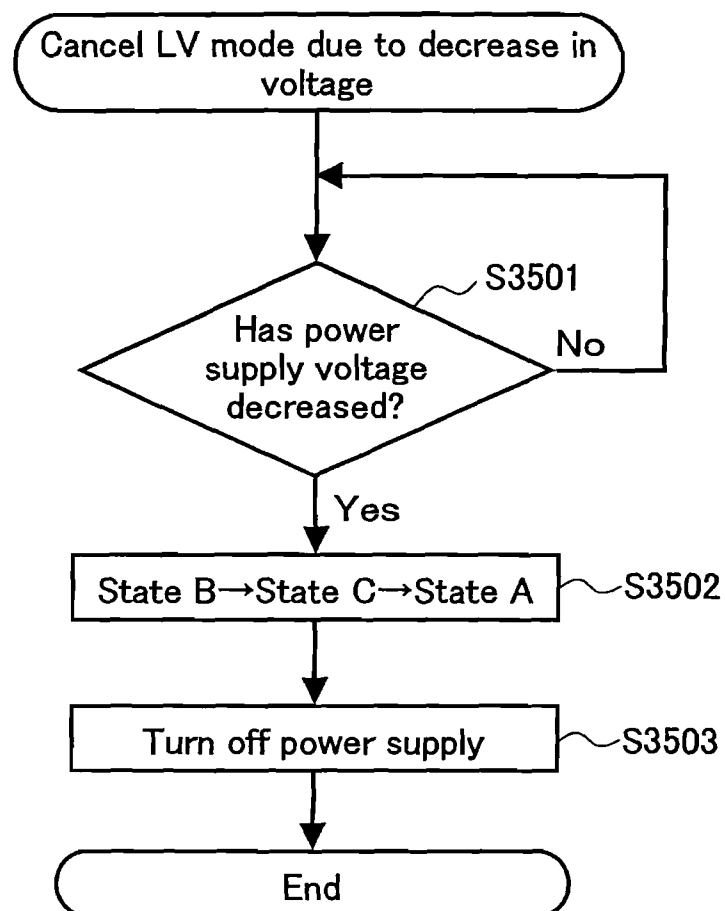 Cancel LV mode due to decrease in
voltage
S3501
Has power
supply voltage
decreased?
No
Yes
State B→State C→State A
S3502
Turn off power supply
S3503
End